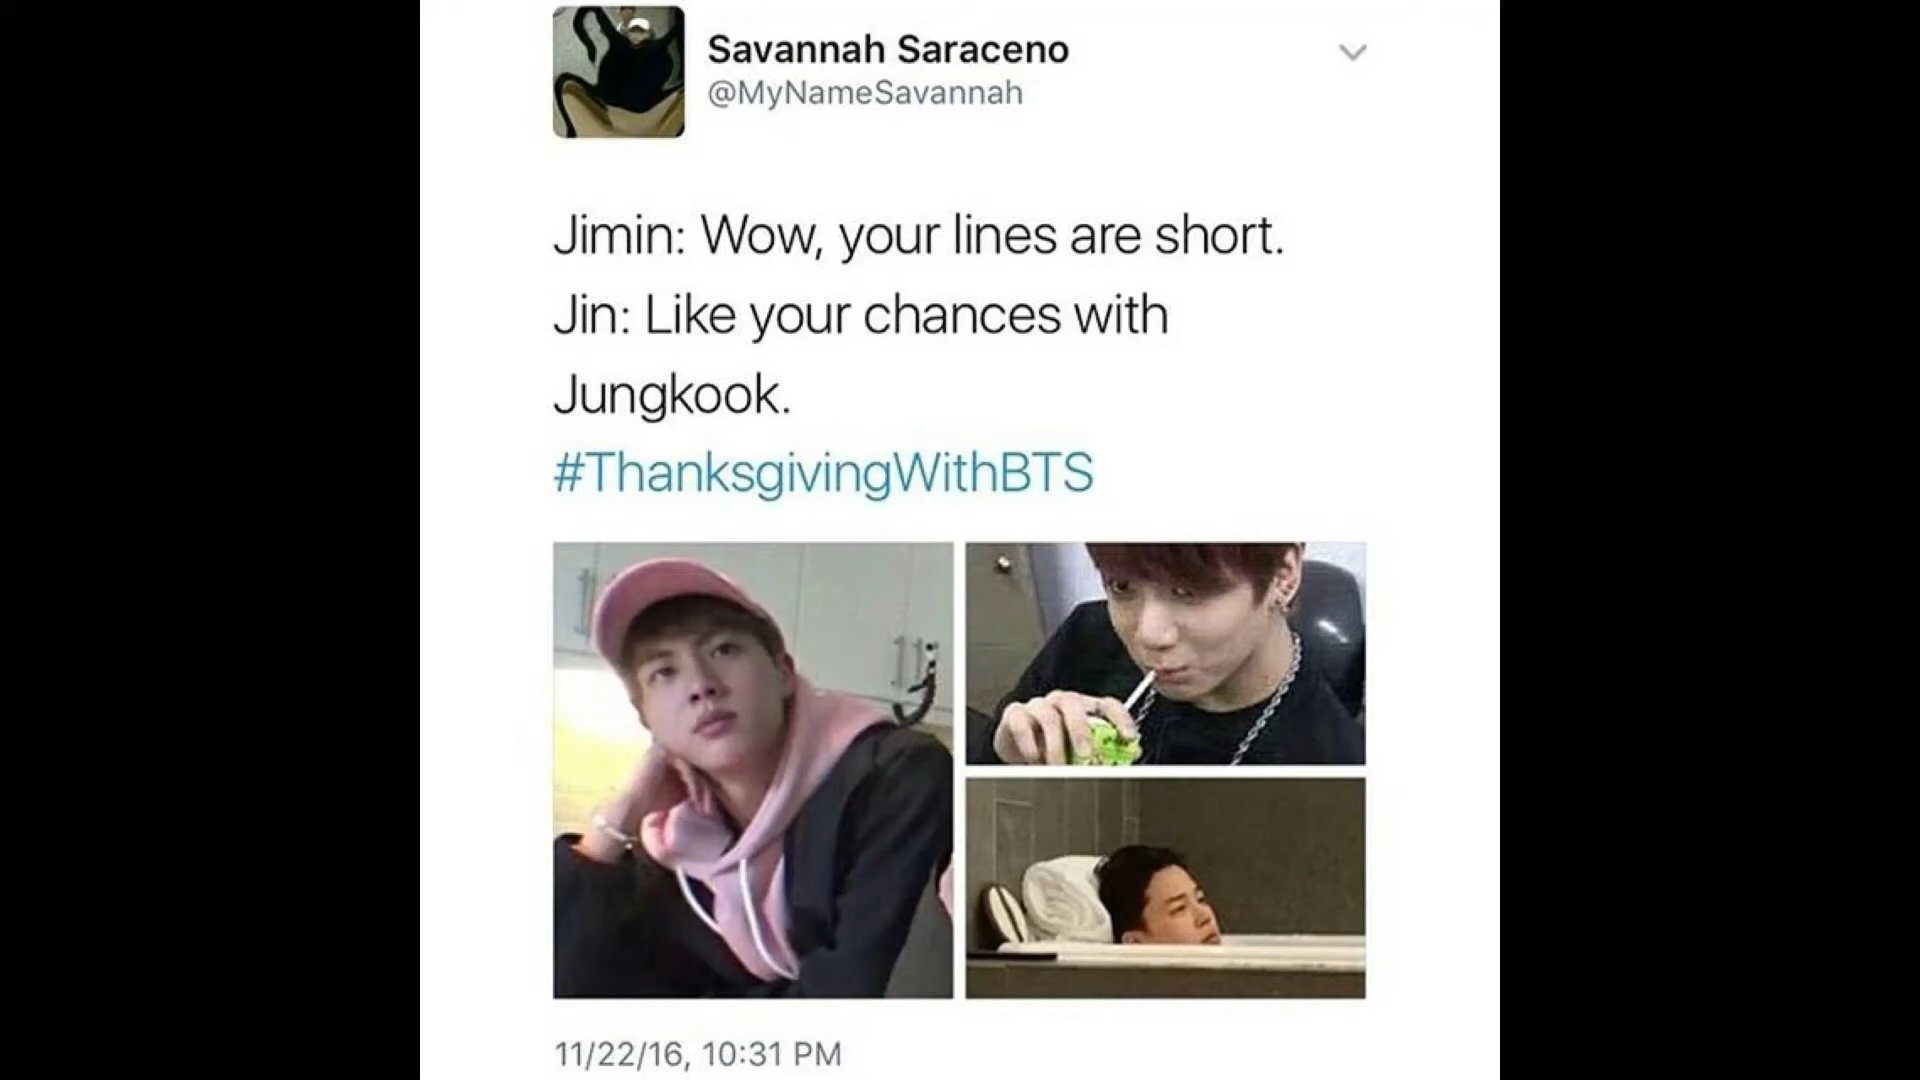 Savannah Saraceno
@MyNameSavannah
Jimin: Wow, your lines are short.
Jin: Like your chances with
Jungkook.
#ThanksgivingWithBTS
11/22/16, 10:31 PM